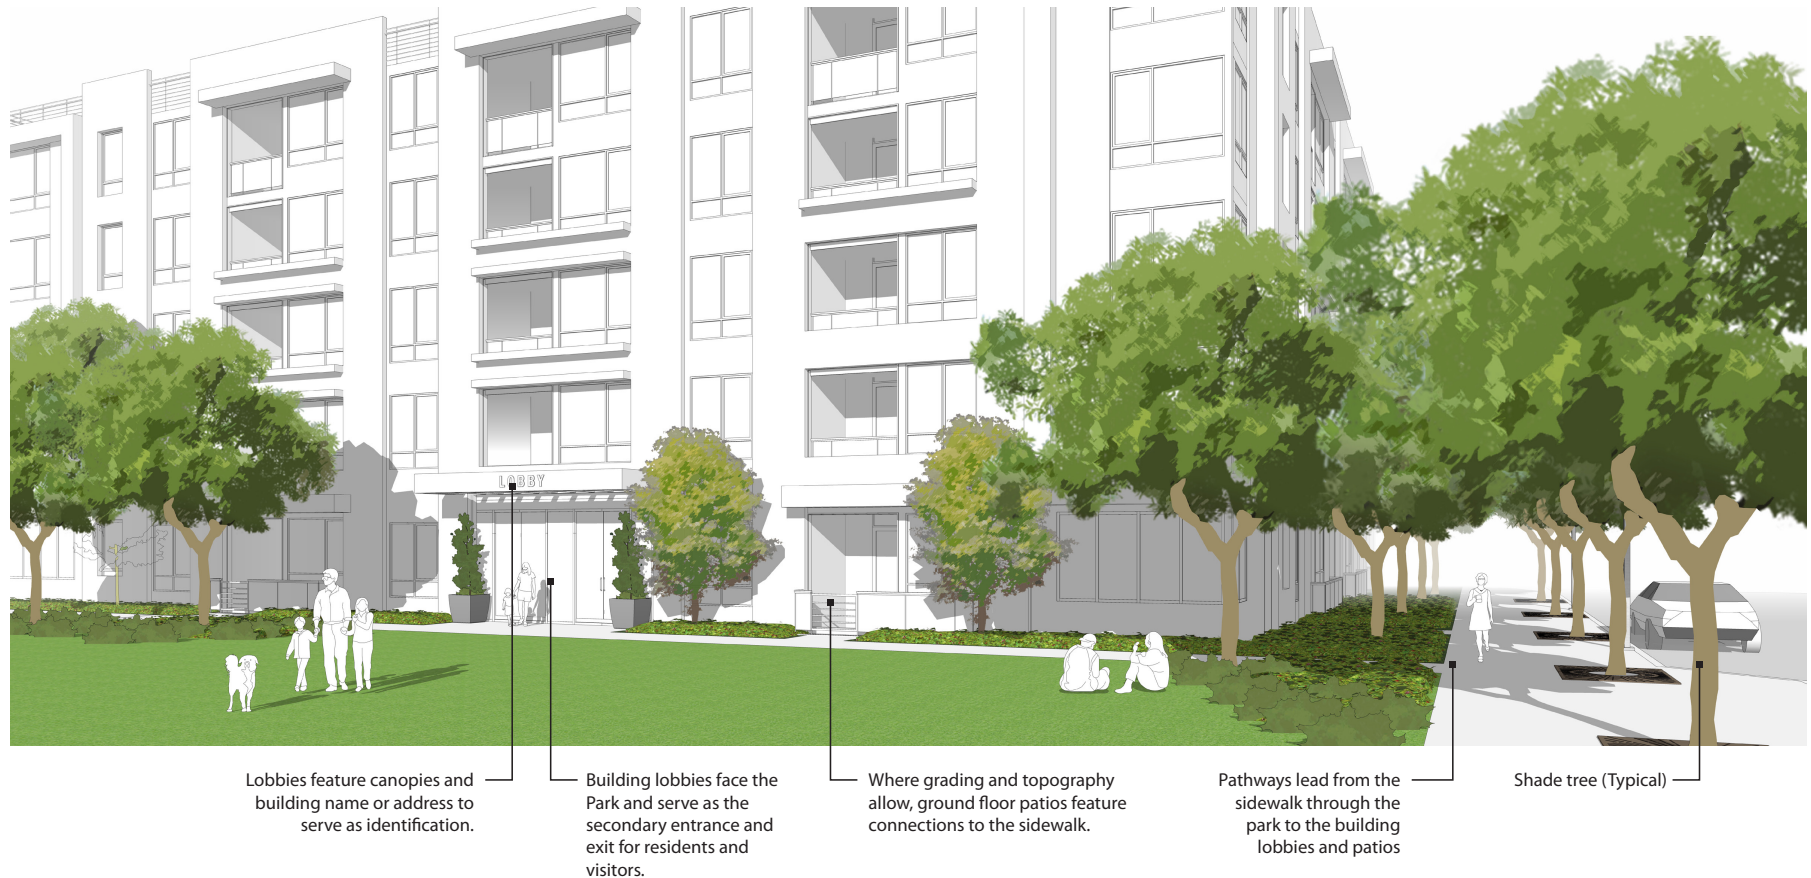 LOBBY
Lobbies feature canopies and
building name or address to
serve as identification.
Building lobbies face the
Park and serve as the
secondary entrance and
exit for residents and
visitors.
Where grading and topography
allow, ground floor patios feature
connections to the sidewalk.
Pathways lead from the
sidewalk through the
park to the building
lobbies and patios
Shade tree (Typical)